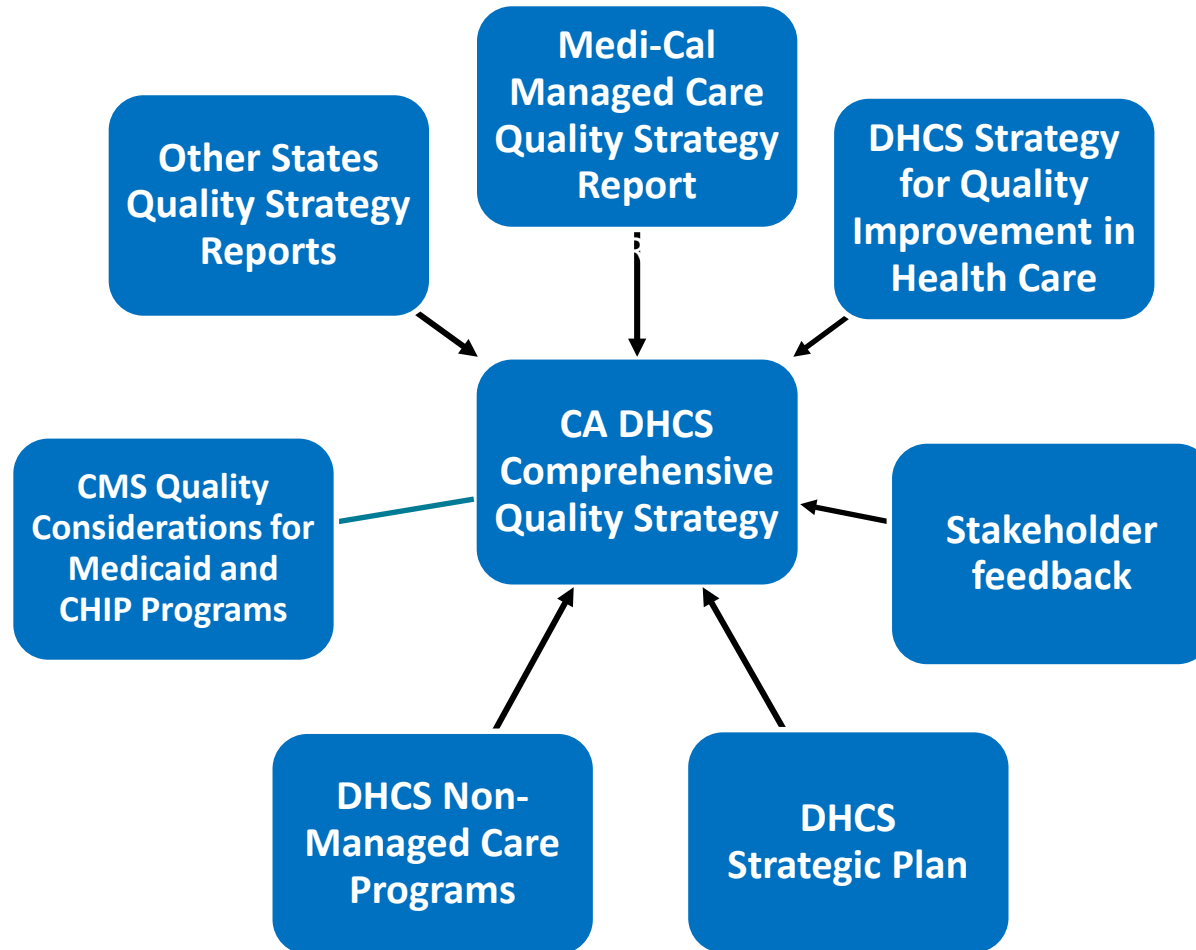 Medi-Cal
Managed Care
Quality Strategy
Report
Other States
Quality Strategy
Reports
DHCS Strategy
for Quality
Improvement in
Health Care
CA DHCS
Comprehensive
Quality Strategy
CMS Quality
Considerations for
Medicaid and
CHIP Programs
Stakeholder
feedback
DHCS Non-
Managed Care
Programs
DHCS
Strategic Plan